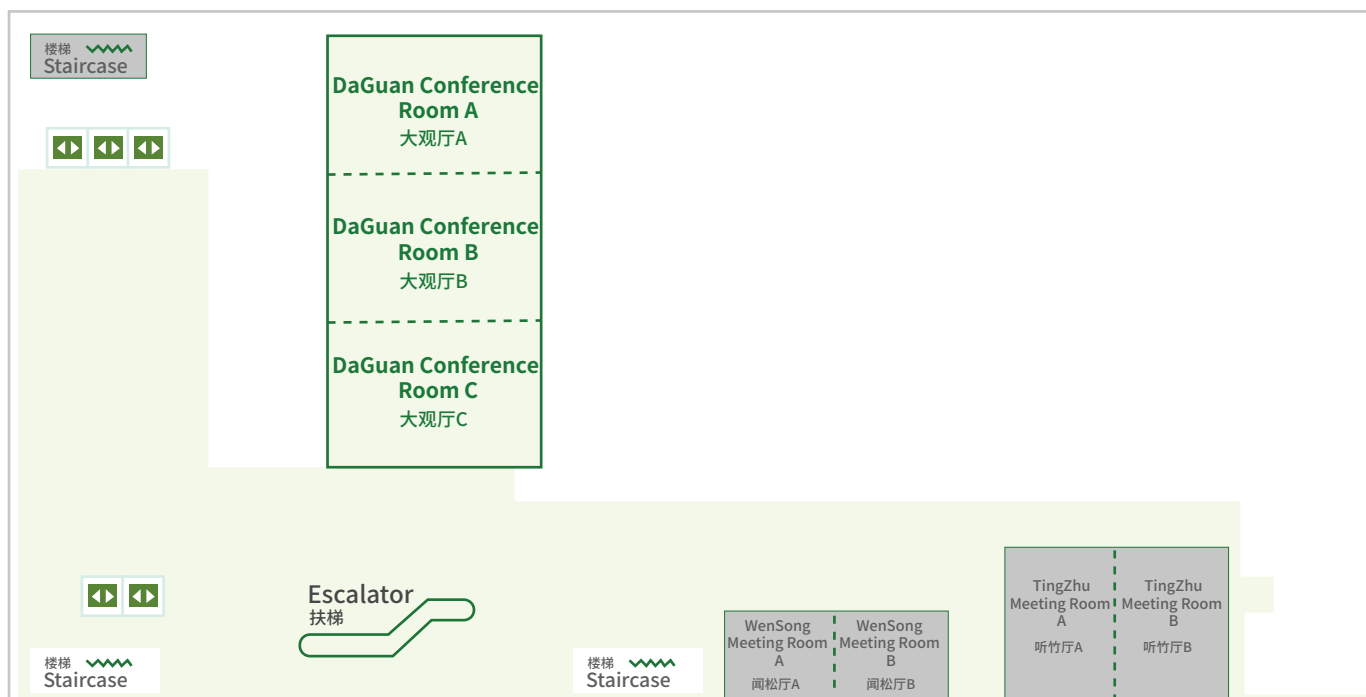 楼梯
Staircase
DaGuan Conference
Room A
大观厅A
DaGuan Conference
Room B
大观厅B
DaGuan Conference
Room C
大观厅C
Escalator
扶梯
楼梯
Staircase
楼梯
Staircase
WenSong
Meeting Room
A
闻松厅A
WenSong
Meeting Room
B
闻松厅B
TingZhu
Meeting Room
A
听竹厅A
TingZhu
Meeting Room
B
听竹厅B